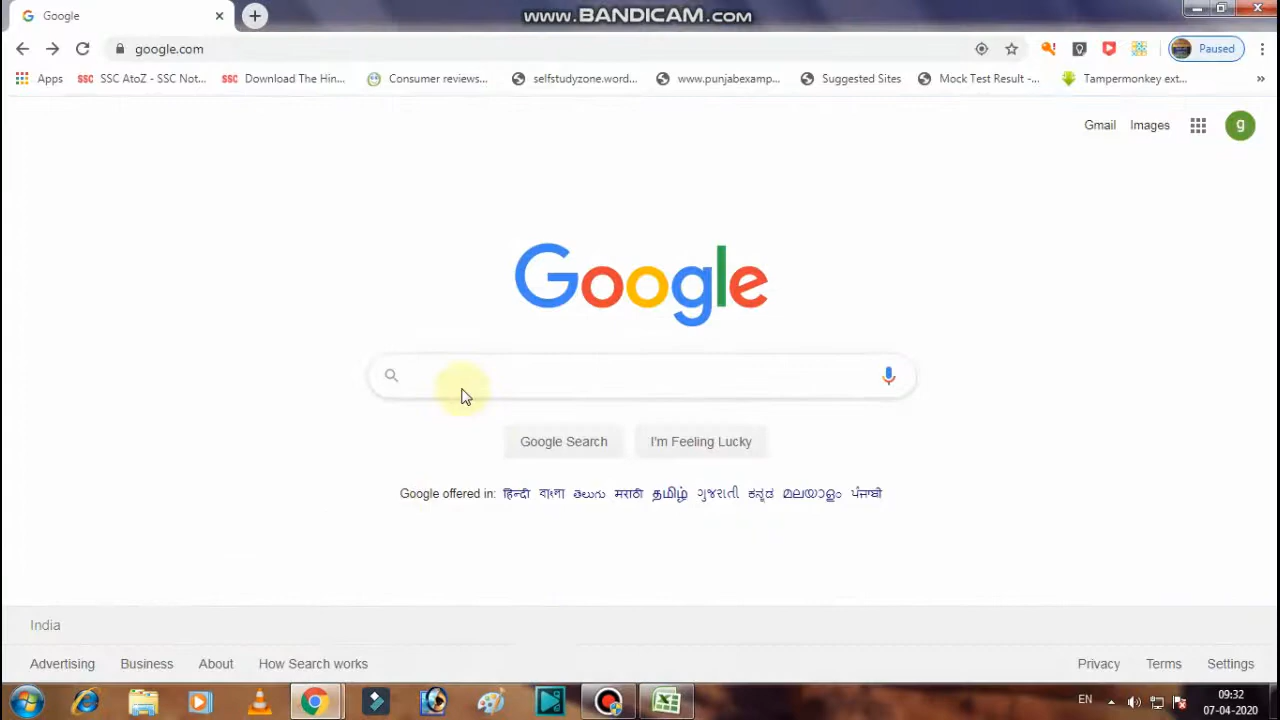 Google
www.BANDICAM.com
google.com
Paused
Apps
SSC SSC AtoZ - SSC Not...
SSC Download The Hin...
Consumer reviews...
selfstudyzone.word...
www.punjabexamp...
Suggested Sites
Mock Test Result -...
Tampermonkey ext...
»
Gmail Images g
Google
Google Search I'm Feeling Lucky
Google offered in: हिन्दी বাংলা తెలుగు मराठी தமிழ் ગુજરાતી ಕನ್ನಡ മലയാളം ਪੰਜਾਬੀ
India
Advertising Business About How Search works
Privacy Terms Settings
EN
09:32
07-04-2020